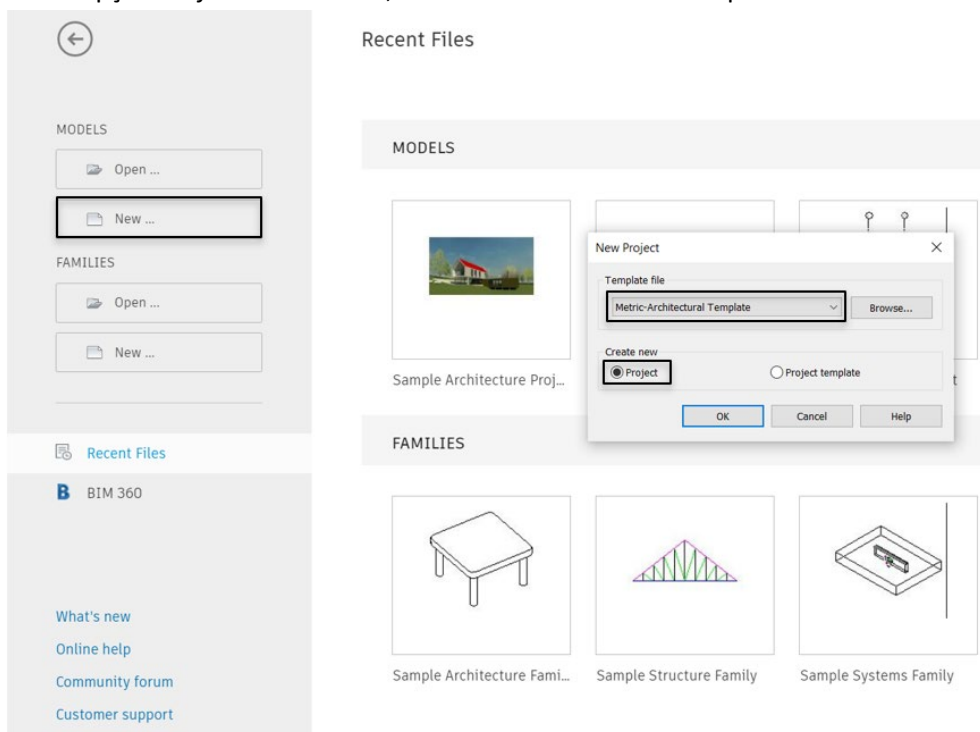 Recent Files
MODELS
Open ...
New ...
FAMILIES
Open ...
New ...
Recent Files
BIM 360
What's new
Online help
Community forum
Customer support
MODELS
Sample Architecture Proj...
New Project
Template file
Metric-Architectural Template
Browse...
Create new
Project
Project template
OK
Cancel
Help
FAMILIES
Sample Architecture Fami...
Sample Structure Family
Sample Systems Family